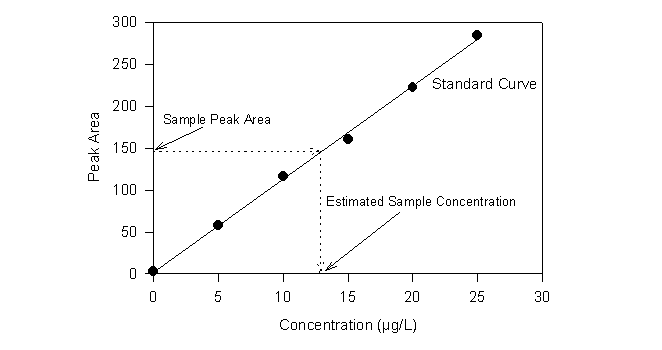 300
250
200
150
100
50
0
Peak Area
Standard Curve
Sample Peak Area
Estimated Sample Concentration
0 5 10 15 20 25 30
Concentration (µg/L)